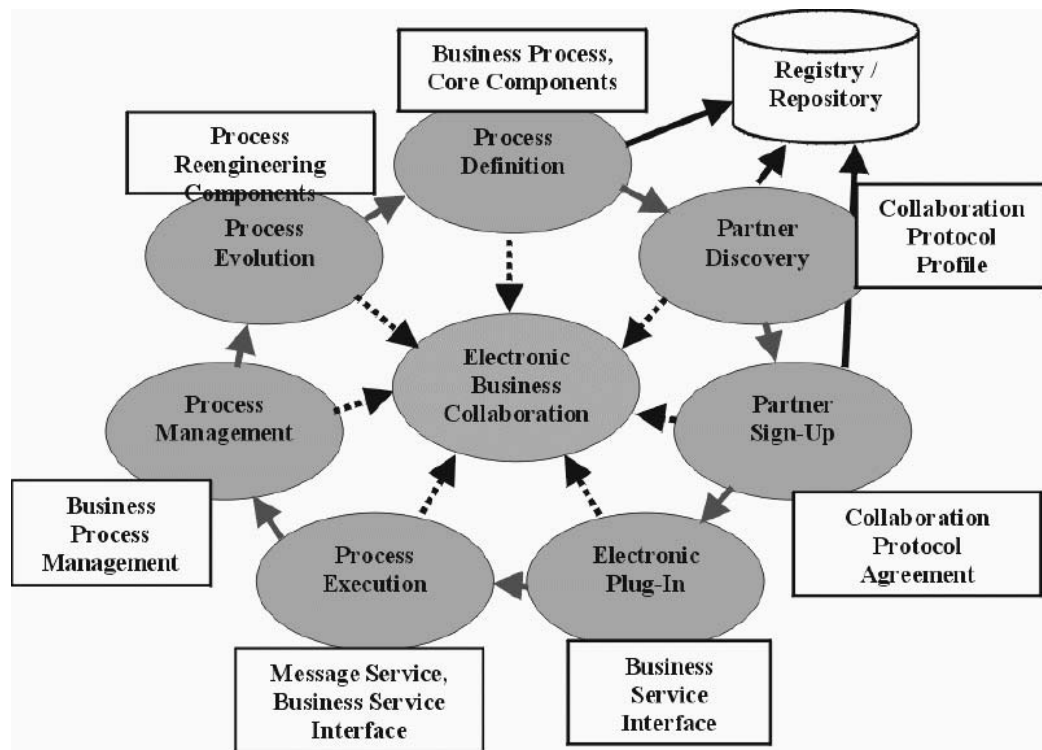 Business Process,
Core Components
Registry /
Repository
Process
Reengineering
Components
Process
Definition
Process
Evolution
Partner
Discovery
Collaboration
Protocol
Profile
Electronic
Business
Collaboration
Process
Management
Partner
Sign-Up
Business
Process
Management
Process
Execution
Electronic
Plug-In
Collaboration
Protocol
Agreement
Message Service,
Business Service
Interface
Business
Service
Interface